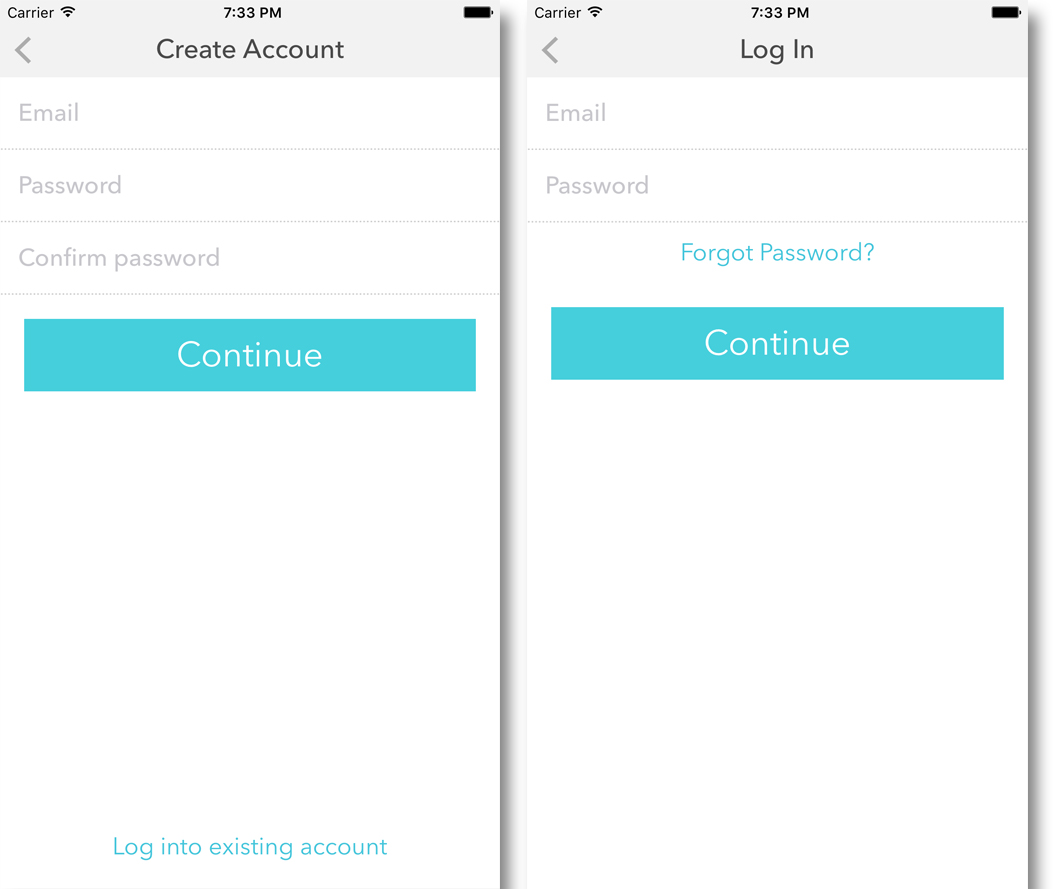 Carrier 7:33 PM
Create Account
Email
Password
Confirm password
Continue
Log into existing account
Carrier 7:33 PM
Log In
Email
Password
Forgot Password?
Continue